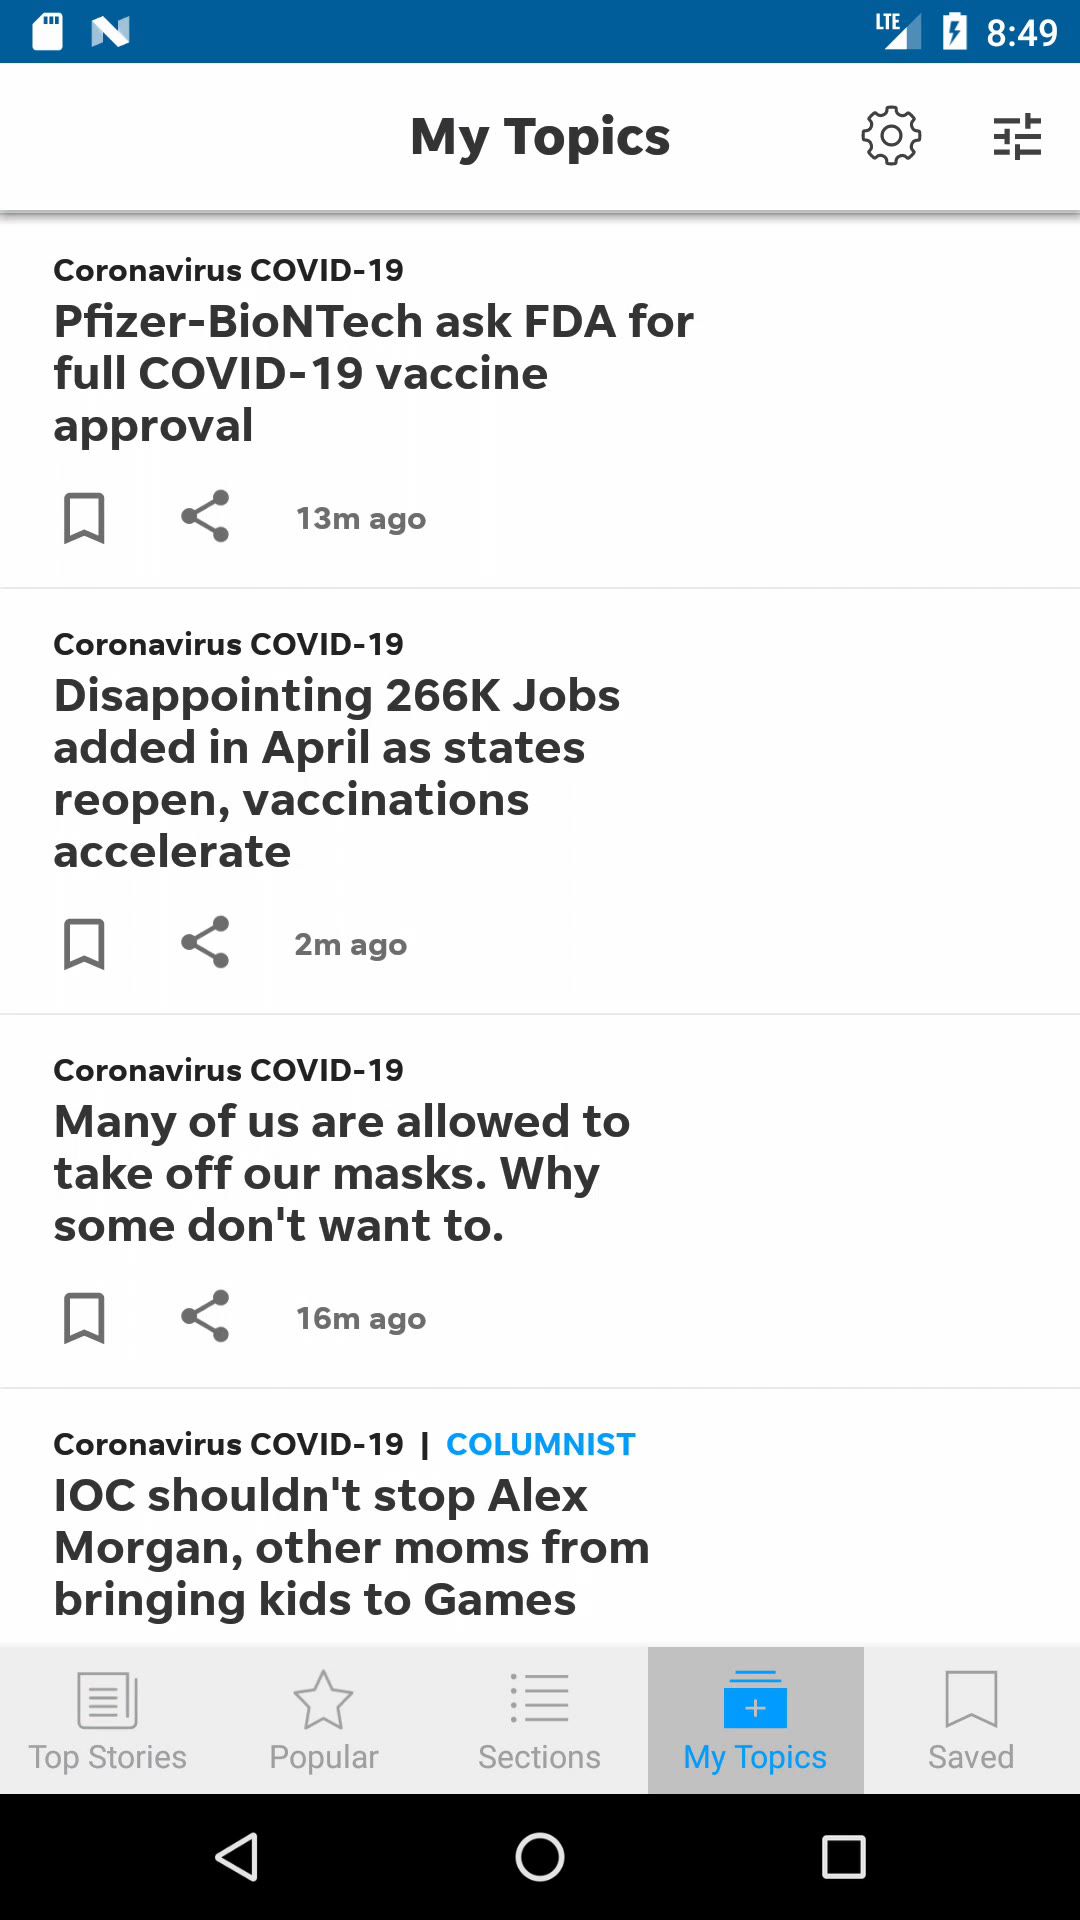 LTE 8:49
My Topics
Coronavirus COVID-19
Pfizer-BioNTech ask FDA for
full COVID-19 vaccine
approval
13m ago
Coronavirus COVID-19
Disappointing 266K Jobs
added in April as states
reopen, vaccinations
accelerate
2m ago
Coronavirus COVID-19
Many of us are allowed to
take off our masks. Why
some don't want to.
16m ago
Coronavirus COVID-19 | COLUMNIST
IOC shouldn't stop Alex
Morgan, other moms from
bringing kids to Games
Top Stories Popular Sections My Topics Saved